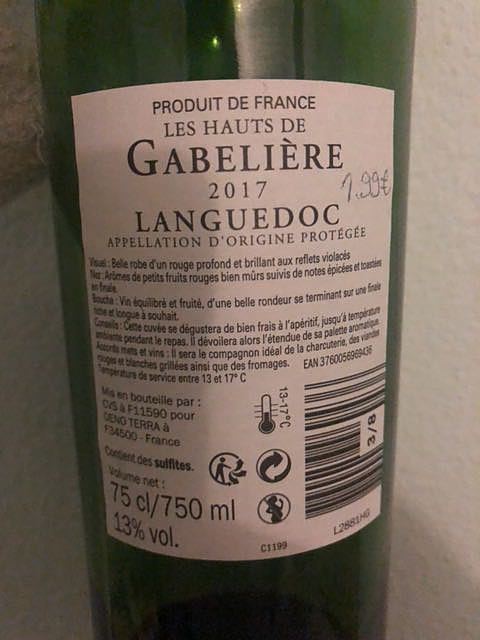 PRODUIT DE FRANCE
LES HAUTS DE
GABELIÈRE
2017
1.99€
LANGUEDOC
APPELLATION D'ORIGINE PROTÉGÉE
Visuel : Belle robe d'un rouge profond et brillant aux reflets violacés
Nez : Arômes de petits fruits rouges bien mûrs suivis de notes épicées et toastées
en finale.
Bouche : Vin équilibré et fruité, d'une belle rondeur se terminant sur une finale
riche et longue à souhait.
Conseils : Cette cuvée se dégustera de bien frais à l'apéritif, jusqu'à température
ambiante pendant le repas. Il dévoilera alors l'étendue de sa palette aromatique.
Accords mets et vins : Il sera le compagnon idéal de la charcuterie, des viandes
rouges et blanches grillées ainsi que des fromages.
Température de service entre 13 et 17° C
EAN 3760056969436
Mis en bouteille par :
CVS à F11590 pour
OENO TERRA à
F34500 - France
13-17°C
Contient des sulfites.
Volume net :
75 cl/750 ml
13% vol.
3/8
C1199
L2881HG